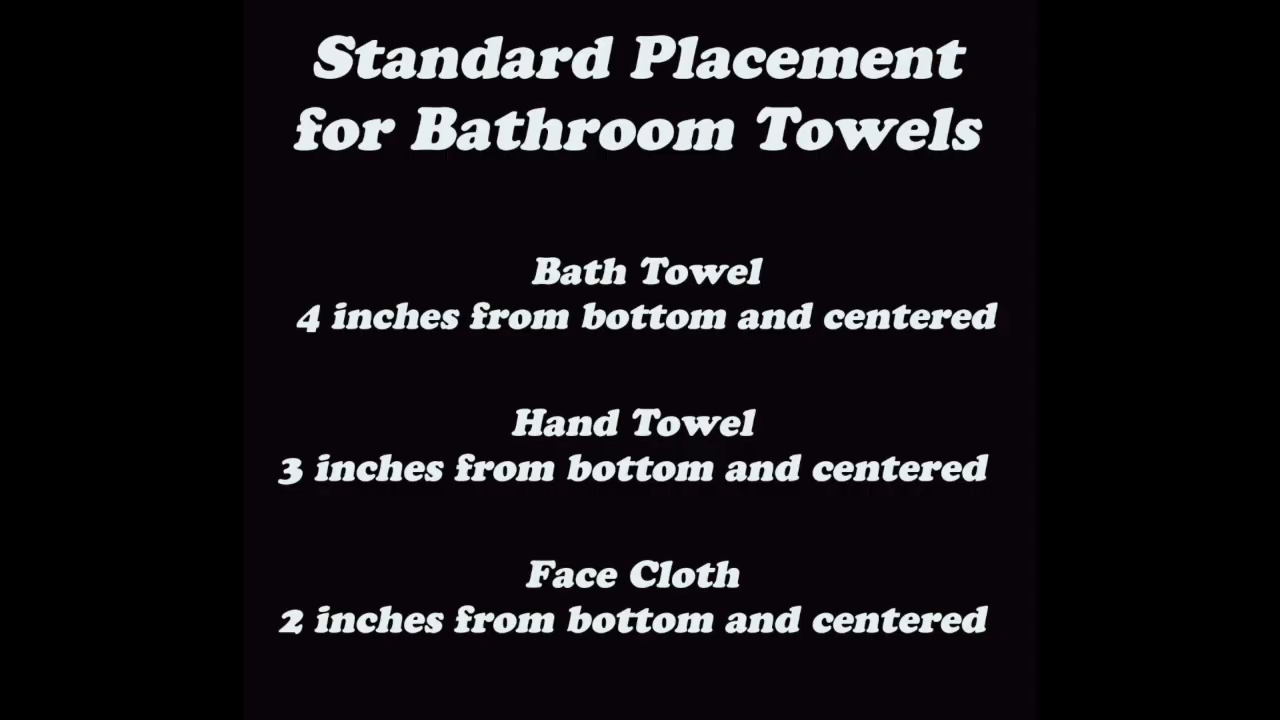 Standard Placement
for Bathroom Towels
Bath Towel
4 inches from bottom and centered
Hand Towel
3 inches from bottom and centered
Face Cloth
2 inches from bottom and centered